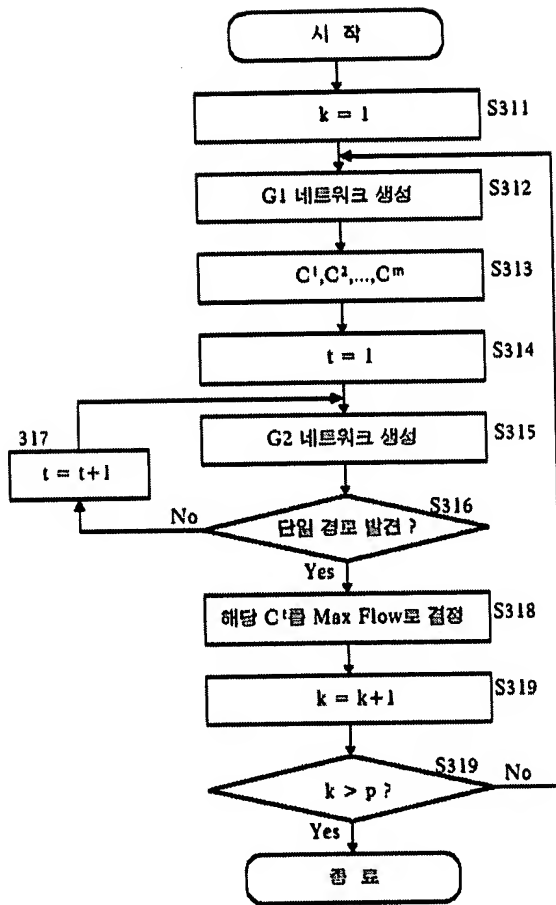 시 작
k = 1
S311
G1 네트워크 생성
S312
C¹,C²,...,Cᵐ
S313
t = 1
S314
G2 네트워크 생성
S315
317
t = t+1
No
단일 경로 발견 ?
S316
Yes
해당 Cᵗ를 Max Flow로 결정
S318
k = k+1
S319
k > p ?
S319
No
Yes
종 료